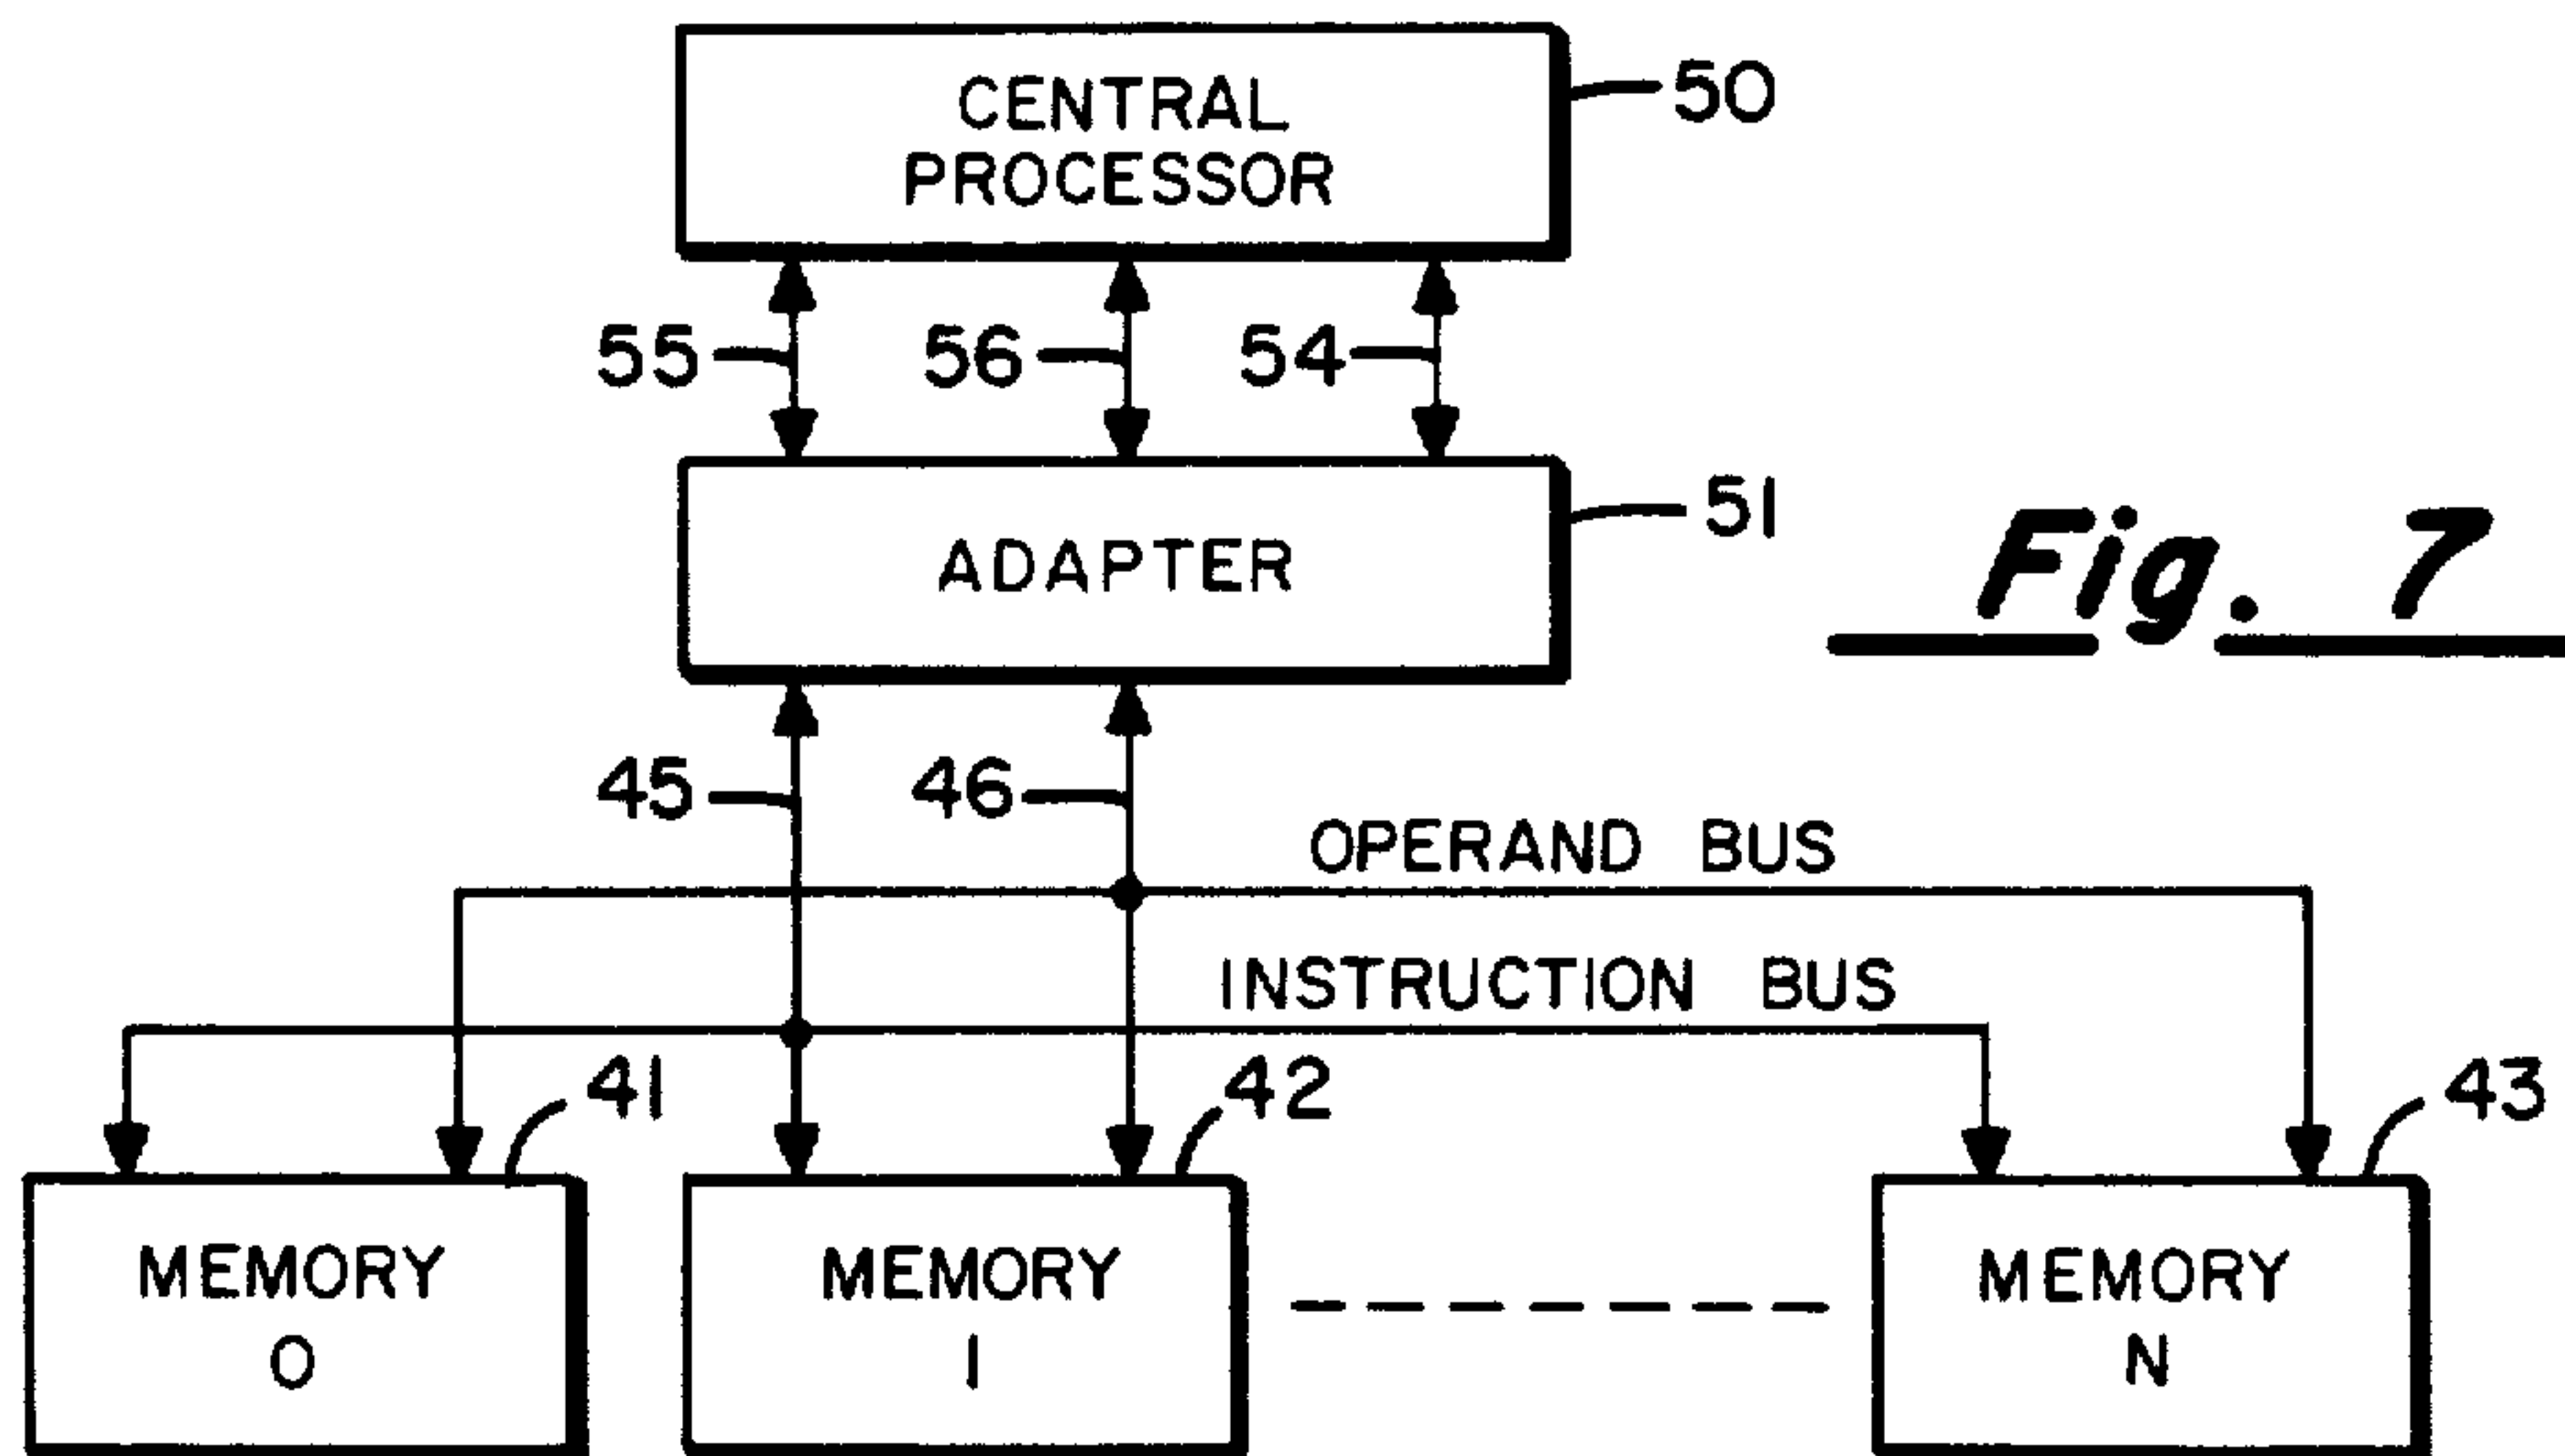 CENTRAL
PROCESSOR
50
55
56
54
ADAPTER
51
Fig. 7
45
46
OPERAND BUS
INSTRUCTION BUS
41
42
43
MEMORY
0
MEMORY
1
MEMORY
N